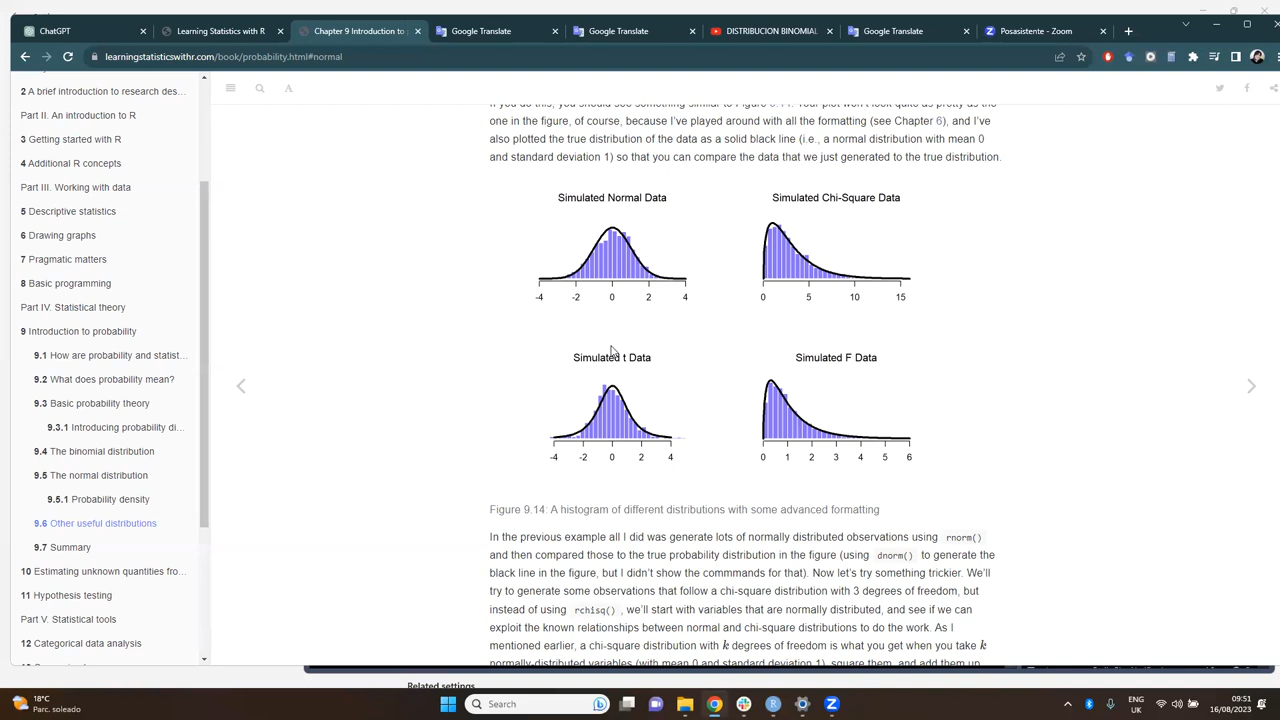 ChatGPT
Learning Statistics with R
Chapter 9 Introduction to
Google Translate
Google Translate
DISTRIBUCION BINOMIAL
Google Translate
Posasistente - Zoom
learningstatisticswithr.com/book/probability.html#normal
2 A brief introduction to research des...
Part II. An introduction to R
3 Getting started with R
4 Additional R concepts
Part III. Working with data
5 Descriptive statistics
6 Drawing graphs
7 Pragmatic matters
8 Basic programming
Part IV. Statistical theory
9 Introduction to probability
9.1 How are probability and statist...
9.2 What does probability mean?
9.3 Basic probability theory
9.3.1 Introducing probability di...
9.4 The binomial distribution
9.5 The normal distribution
9.5.1 Probability density
9.6 Other useful distributions
9.7 Summary
10 Estimating unknown quantities fro...
11 Hypothesis testing
Part V. Statistical tools
12 Categorical data analysis
A
one in the figure, of course, because I've played around with all the formatting (see Chapter 6), and I've
also plotted the true distribution of the data as a solid black line (i.e., a normal distribution with mean 0
and standard deviation 1) so that you can compare the data that we just generated to the true distribution.
Simulated Normal Data
-4 -2 0 2 4
Simulated Chi-Square Data
0 5 10 15
Simulated t Data
-4 -2 0 2 4
Simulated F Data
0 1 2 3 4 5 6
Figure 9.14: A histogram of different distributions with some advanced formatting
In the previous example all I did was generate lots of normally distributed observations using rnorm()
and then compared those to the true probability distribution in the figure (using dnorm() to generate the
black line in the figure, but I didn't show the commmands for that). Now let's try something trickier. We'll
try to generate some observations that follow a chi-square distribution with 3 degrees of freedom, but
instead of using rchisq() , we'll start with variables that are normally distributed, and see if we can
exploit the known relationships between normal and chi-square distributions to do the work. As I
mentioned earlier, a chi-square distribution with k degrees of freedom is what you get when you take k
normally-distributed variables (with mean 0 and standard deviation 1), square them, and add them up.
Related settings
18°C
Parc. soleado
Search
ENG
UK
09:51
16/08/2023